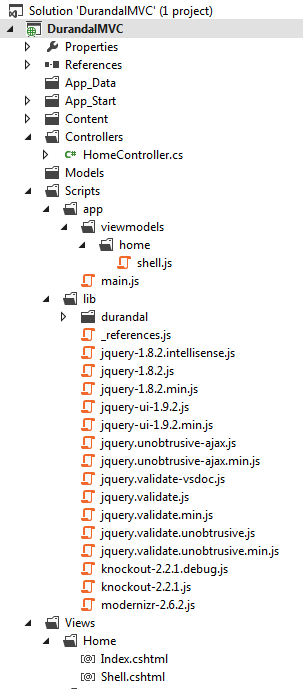 Solution 'DurandalMVC' (1 project)
DurandalMVC
Properties
References
App_Data
App_Start
Content
Controllers
C# HomeController.cs
Models
Scripts
app
viewmodels
home
shell.js
main.js
lib
durandal
_references.js
jquery-1.8.2.intellisense.js
jquery-1.8.2.js
jquery-1.8.2.min.js
jquery-ui-1.9.2.js
jquery-ui-1.9.2.min.js
jquery.unobtrusive-ajax.js
jquery.unobtrusive-ajax.min.js
jquery.validate-vsdoc.js
jquery.validate.js
jquery.validate.min.js
jquery.validate.unobtrusive.js
jquery.validate.unobtrusive.min.js
knockout-2.2.1.debug.js
knockout-2.2.1.js
modernizr-2.6.2.js
Views
Home
[@] Index.cshtml
[@] Shell.cshtml